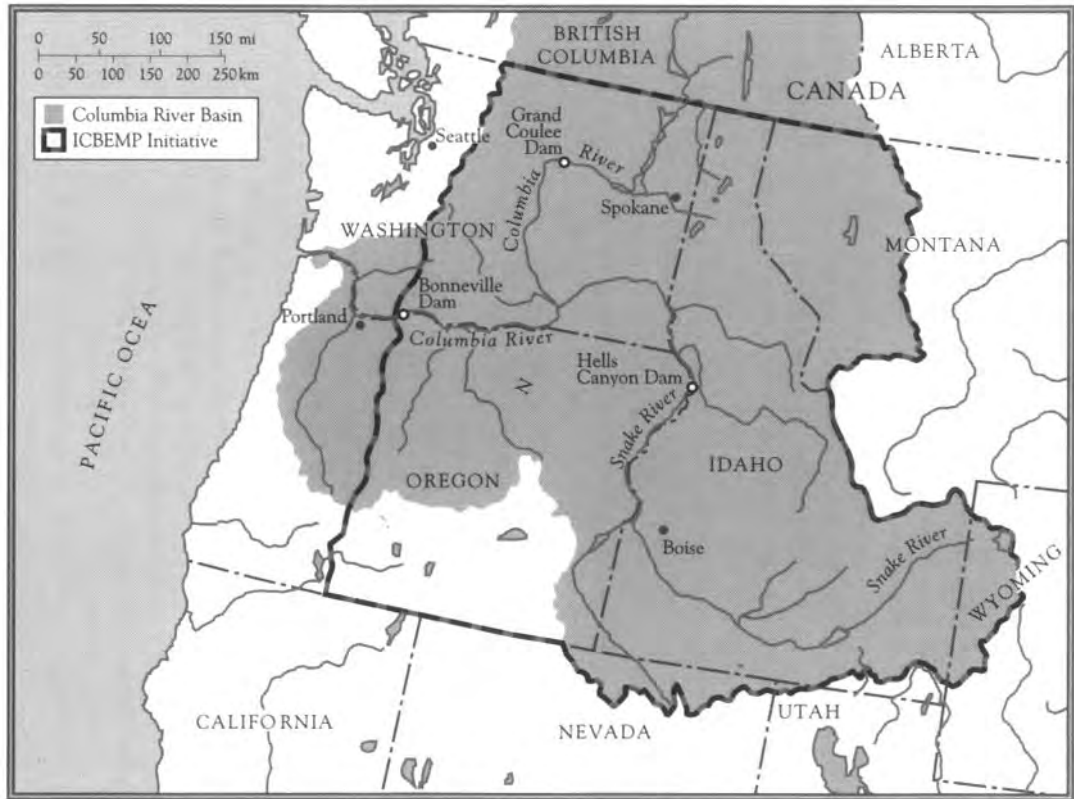 0 50 100 150 mi
0 50 100 150 200 250 km
Columbia River Basin
ICBEMP Initiative
BRITISH
COLUMBIA
ALBERTA
CANADA
Grand
Coulee
Dam
River
Columbia
Seattle
Spokane
WASHINGTON
MONTANA
Bonneville
Dam
Portland
Columbia River
PACIFIC OCEA
N
Hells
Canyon Dam
Snake River
IDAHO
OREGON
Boise
Snake River
WYOMING
CALIFORNIA
NEVADA
UTAH